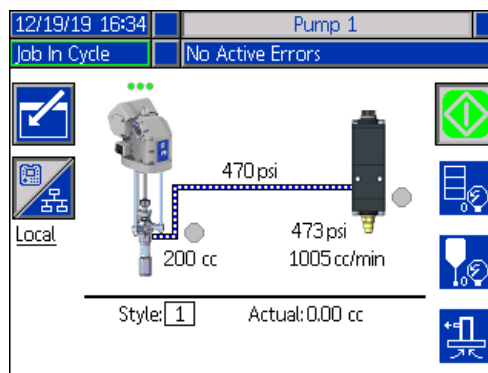 12/19/19 16:34 Pump 1
Job In Cycle No Active Errors
470 psi
Local
473 psi
200 cc 1005 cc/min
Style: 1 Actual: 0.00 cc